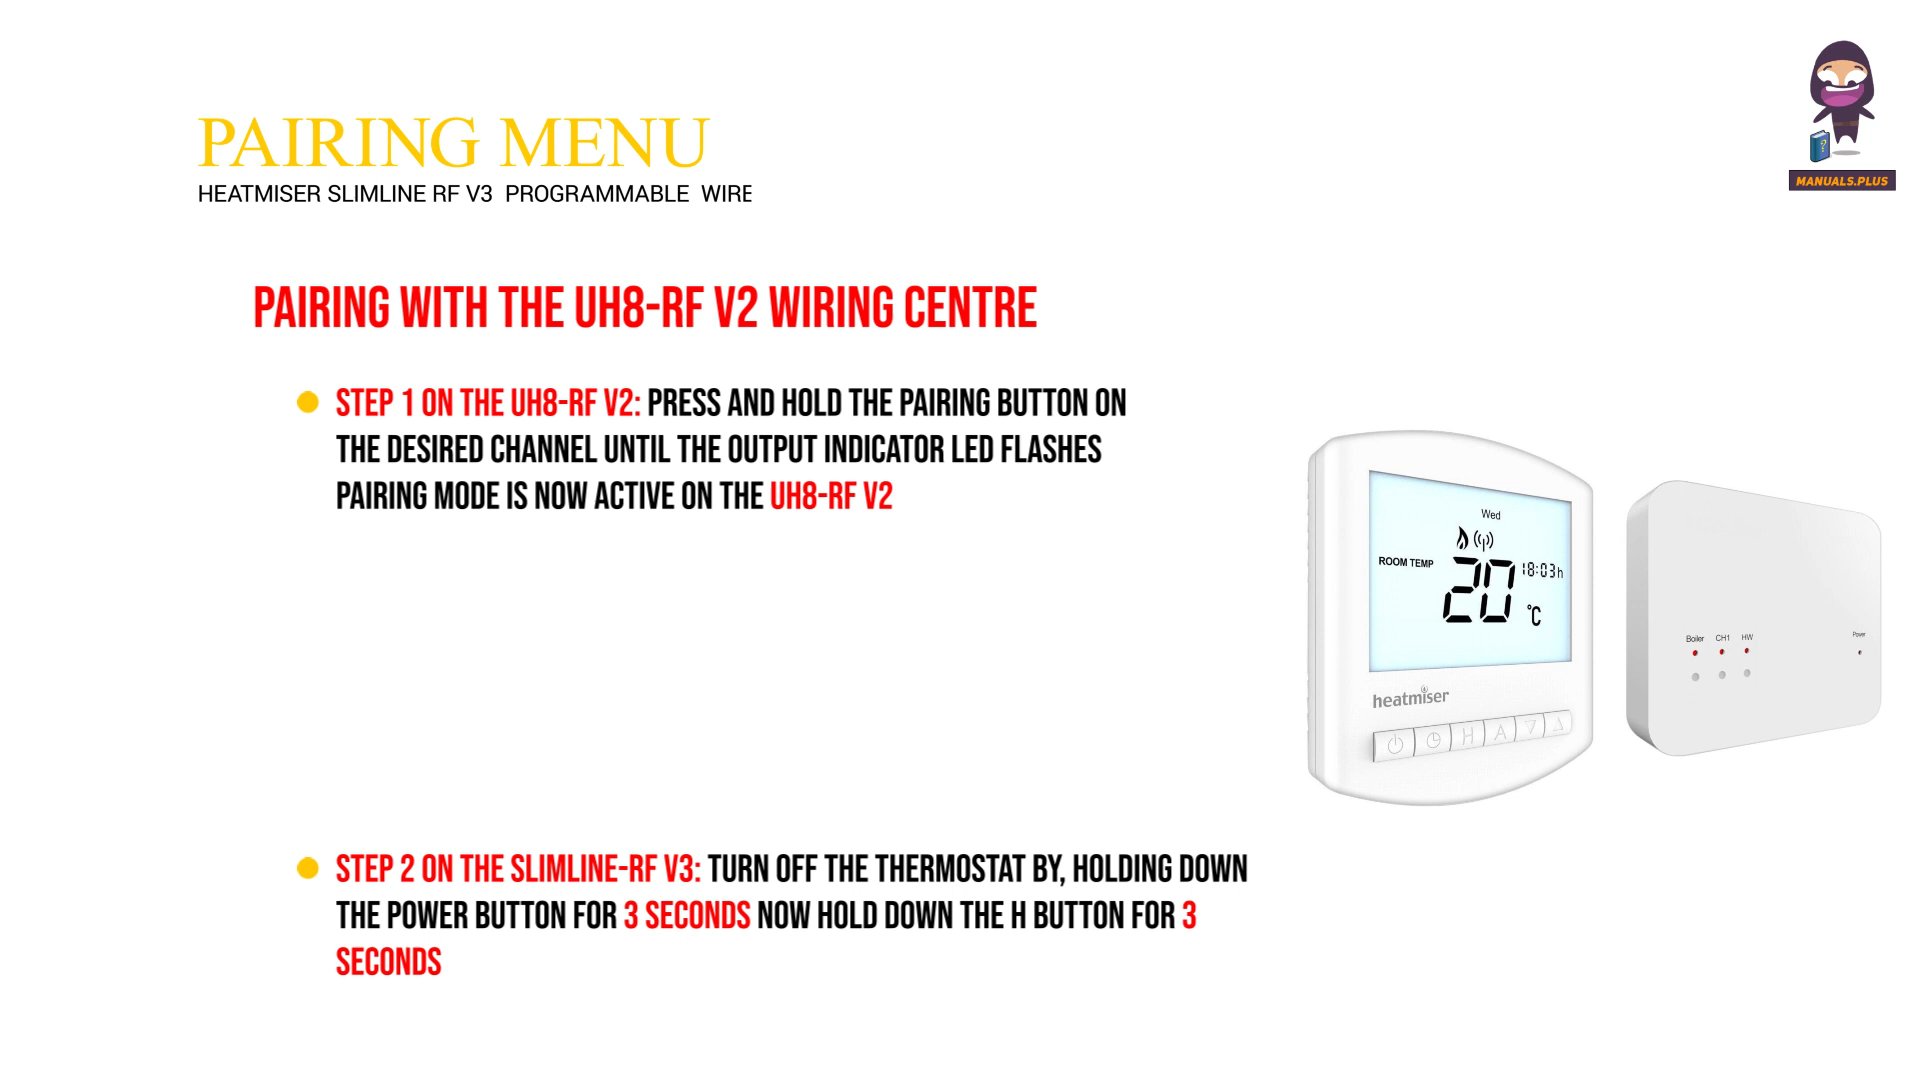 MANUALS.PLUS
PAIRING MENU
HEATMISER SLIMLINE RF V3 PROGRAMMABLE WIRE
PAIRING WITH THE UH8-RF V2 WIRING CENTRE
STEP 1 ON THE UH8-RF V2: PRESS AND HOLD THE PAIRING BUTTON ON
THE DESIRED CHANNEL UNTIL THE OUTPUT INDICATOR LED FLASHES
PAIRING MODE IS NOW ACTIVE ON THE UH8-RF V2
Wed
ROOM TEMP
20
18:03h
°C
heatmiser
H A
Boiler CH1 HW
Power
STEP 2 ON THE SLIMLINE-RF V3: TURN OFF THE THERMOSTAT BY, HOLDING DOWN
THE POWER BUTTON FOR 3 SECONDS NOW HOLD DOWN THE H BUTTON FOR 3
SECONDS